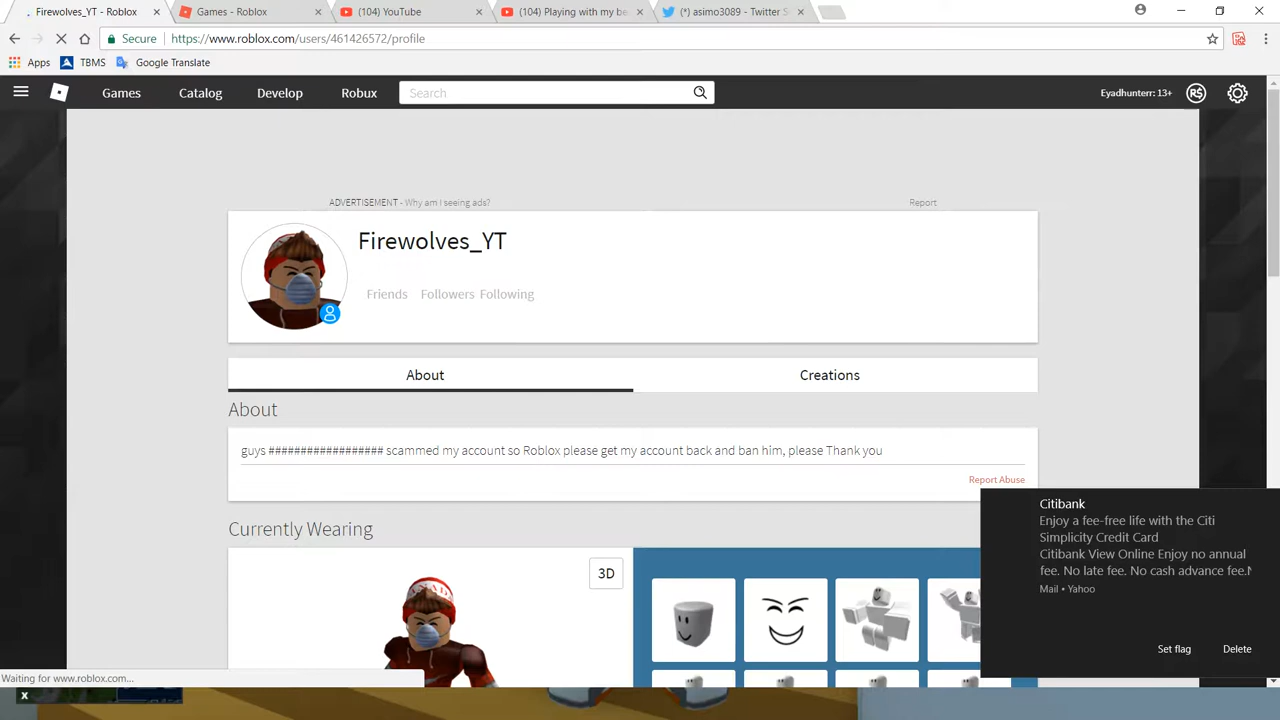 Firewolves_YT - Roblox
Games - Roblox
(104) YouTube
(104) Playing with my be
(*) asimo3089 - Twitter S
Secure
https://www.roblox.com/users/461426572/profile
Apps
TBMS
Google Translate
Games
Catalog
Develop
Robux
Search
Eyadhunterr: 13+
R$
ADVERTISEMENT - Why am I seeing ads?
Report
Firewolves_YT
Friends
Followers
Following
About
Creations
About
guys ################## scammed my account so Roblox please get my account back and ban him, please Thank you
Report Abuse
Currently Wearing
3D
Citibank
Enjoy a fee-free life with the Citi
Simplicity Credit Card
Citibank View Online Enjoy no annual
fee. No late fee. No cash advance fee.
Mail • Yahoo
Set flag
Delete
Waiting for www.roblox.com...
x